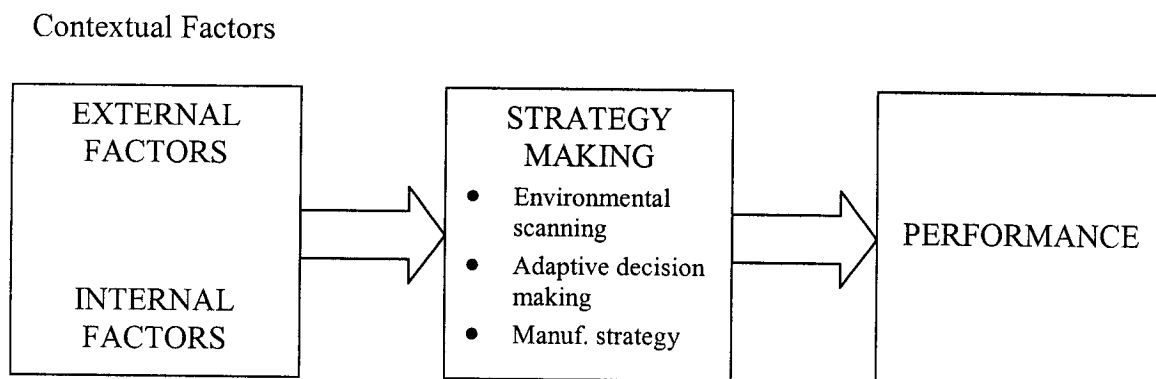 Contextual Factors
EXTERNAL
FACTORS
INTERNAL
FACTORS
STRATEGY
MAKING
● Environmental
scanning
● Adaptive decision
making
● Manuf. strategy
PERFORMANCE